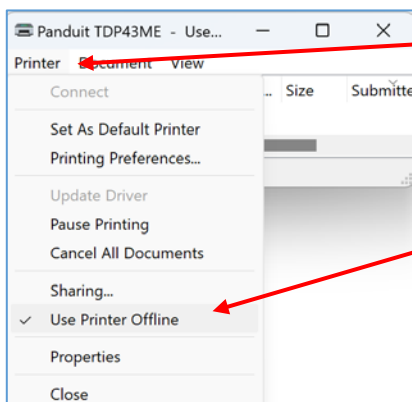 Panduit TDP43ME - Use...
Printer Document View
... Size Submitte
Connect
Set As Default Printer
Printing Preferences...
Update Driver
Pause Printing
Cancel All Documents
Sharing...
✓ Use Printer Offline
Properties
Close